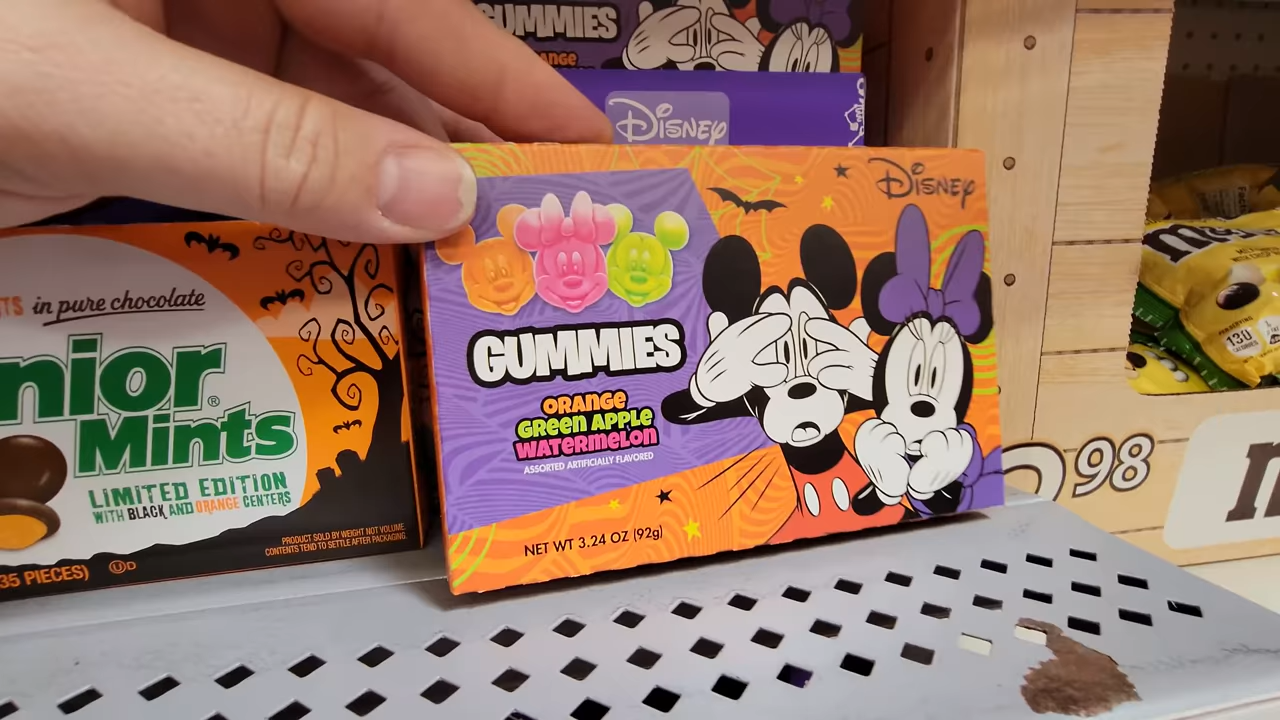 GUMMIES
DISNEY
DISNEY
GUMMIES
ORANGE
GREEN APPLE
WATERMELON
ASSORTED ARTIFICIALLY FLAVORED
NET WT 3.24 OZ (92g)
in pure chocolate
nior®
Mints
LIMITED EDITION
WITH BLACK AND ORANGE CENTERS
PRODUCT SOLD BY WEIGHT NOT VOLUME.
CONTENTS TEND TO SETTLE AFTER PACKAGING.
35 PIECES)
UD
130
CALORIES
98